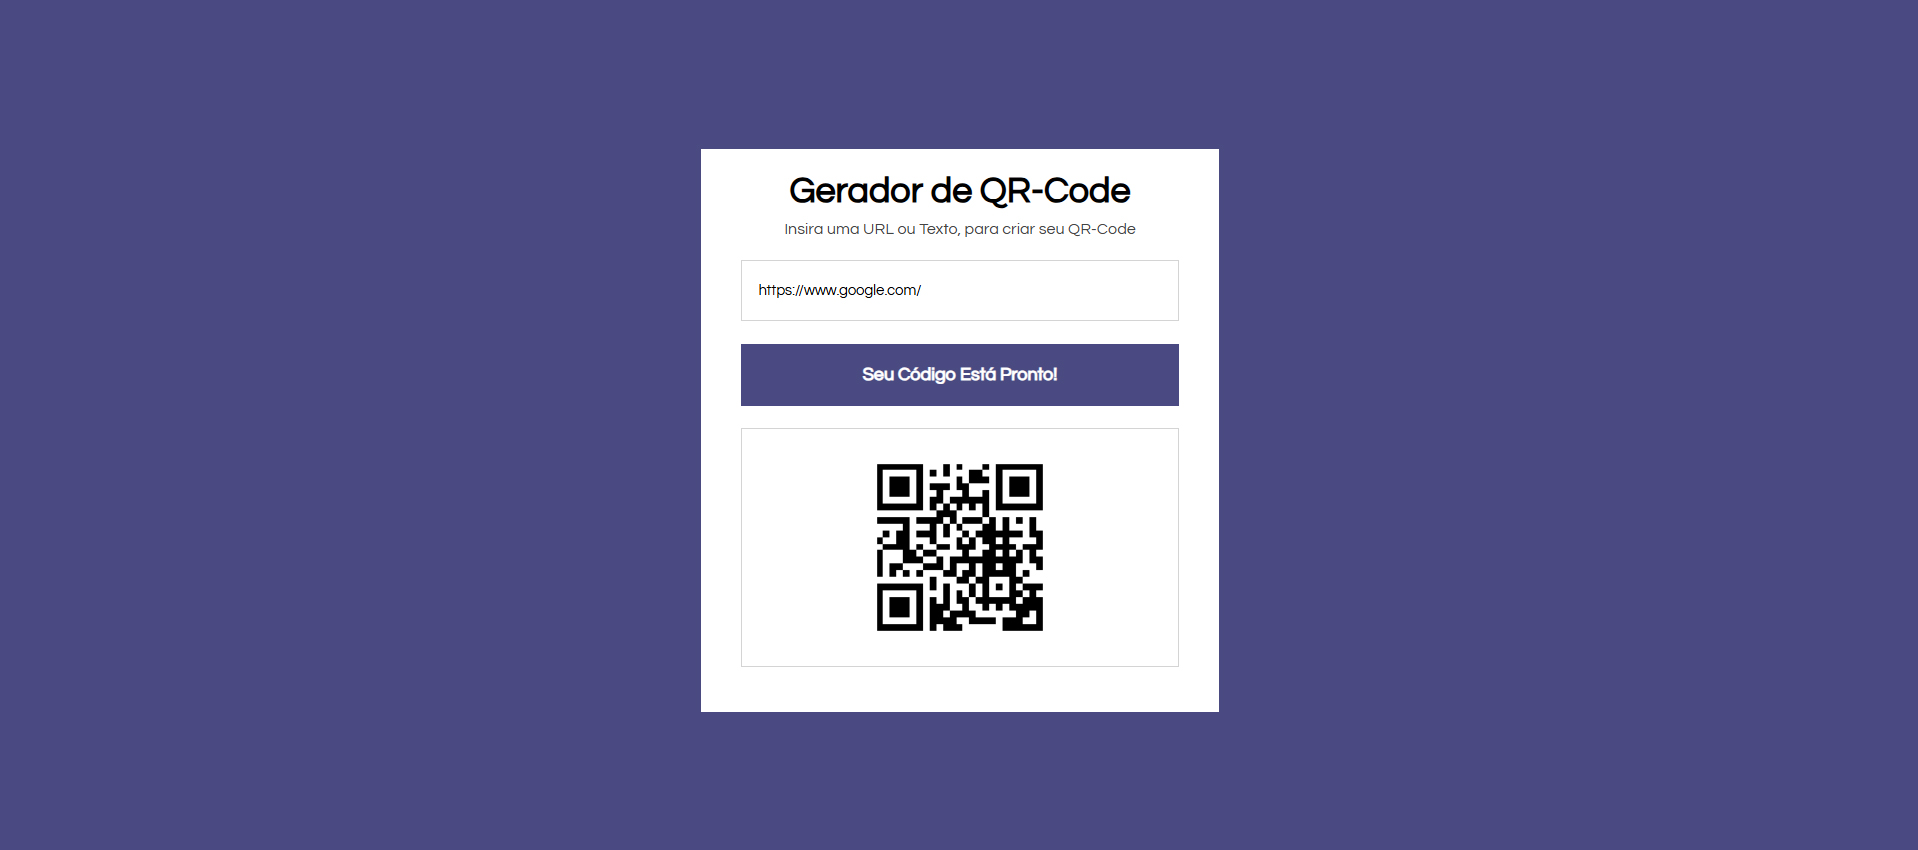 Gerador de QR-Code
Insira uma URL ou Texto, para criar seu QR-Code
https://www.google.com/
Seu Código Está Pronto!